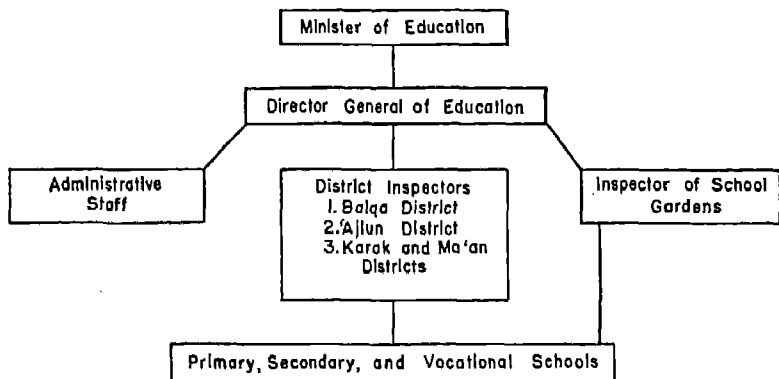 Minister of Education
Director General of Education
Administrative
Staff
District Inspectors
1. Balqa District
2. 'Ajlun District
3. Karak and Ma'an
Districts
Inspector of School
Gardens
Primary, Secondary, and Vocational Schools